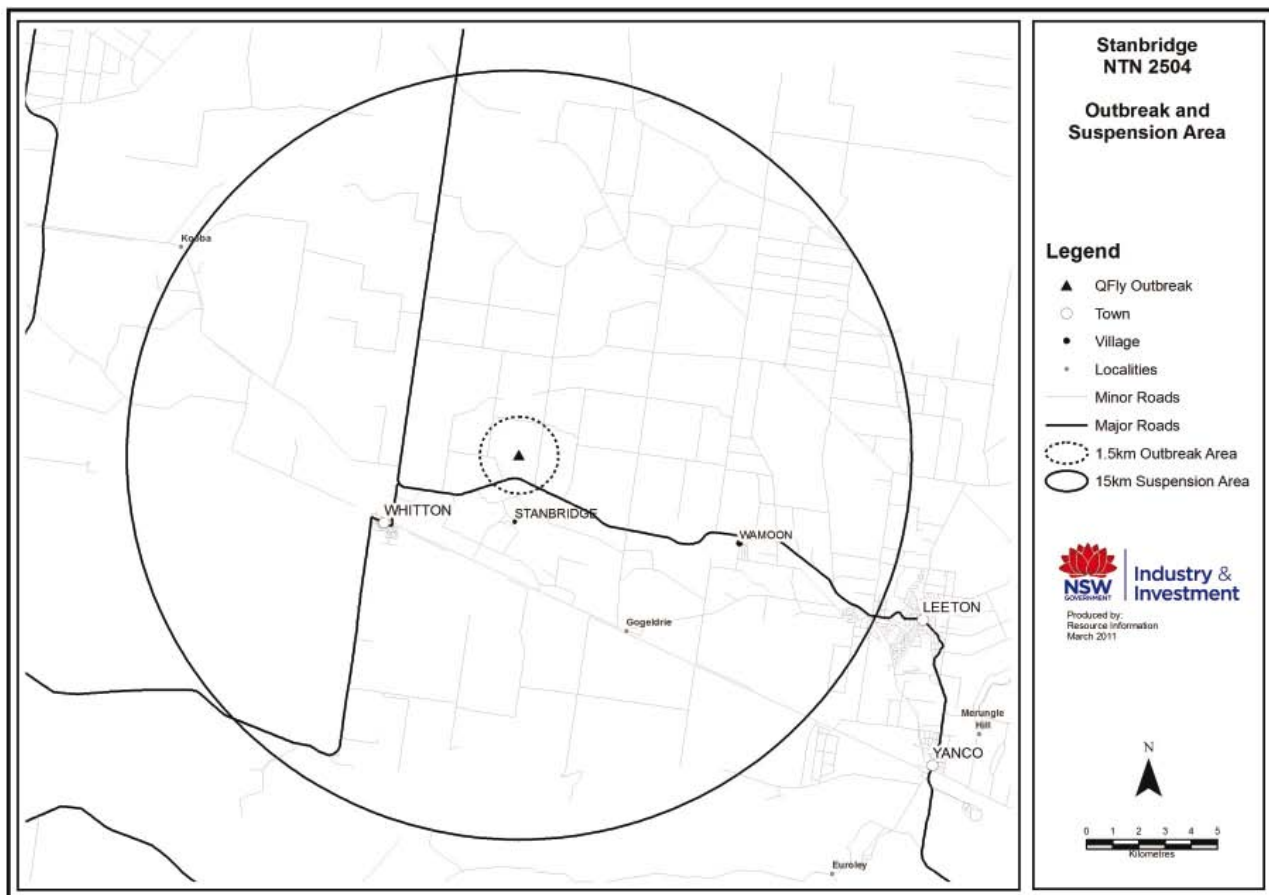 Stanbridge
NTN 2504
Outbreak and
Suspension Area
Legend
QFly Outbreak
Town
Village
Localities
Minor Roads
Major Roads
1.5km Outbreak Area
15km Suspension Area
NSW
GOVERNMENT
Industry &
Investment
Produced by:
Resource Information
March 2011
N
0 1 2 3 4 5
Kilometres
Kooba
WHITTON
STANBRIDGE
WAMOON
LEETON
Gogeldrie
Merungle
Hill
YANCO
Euroley